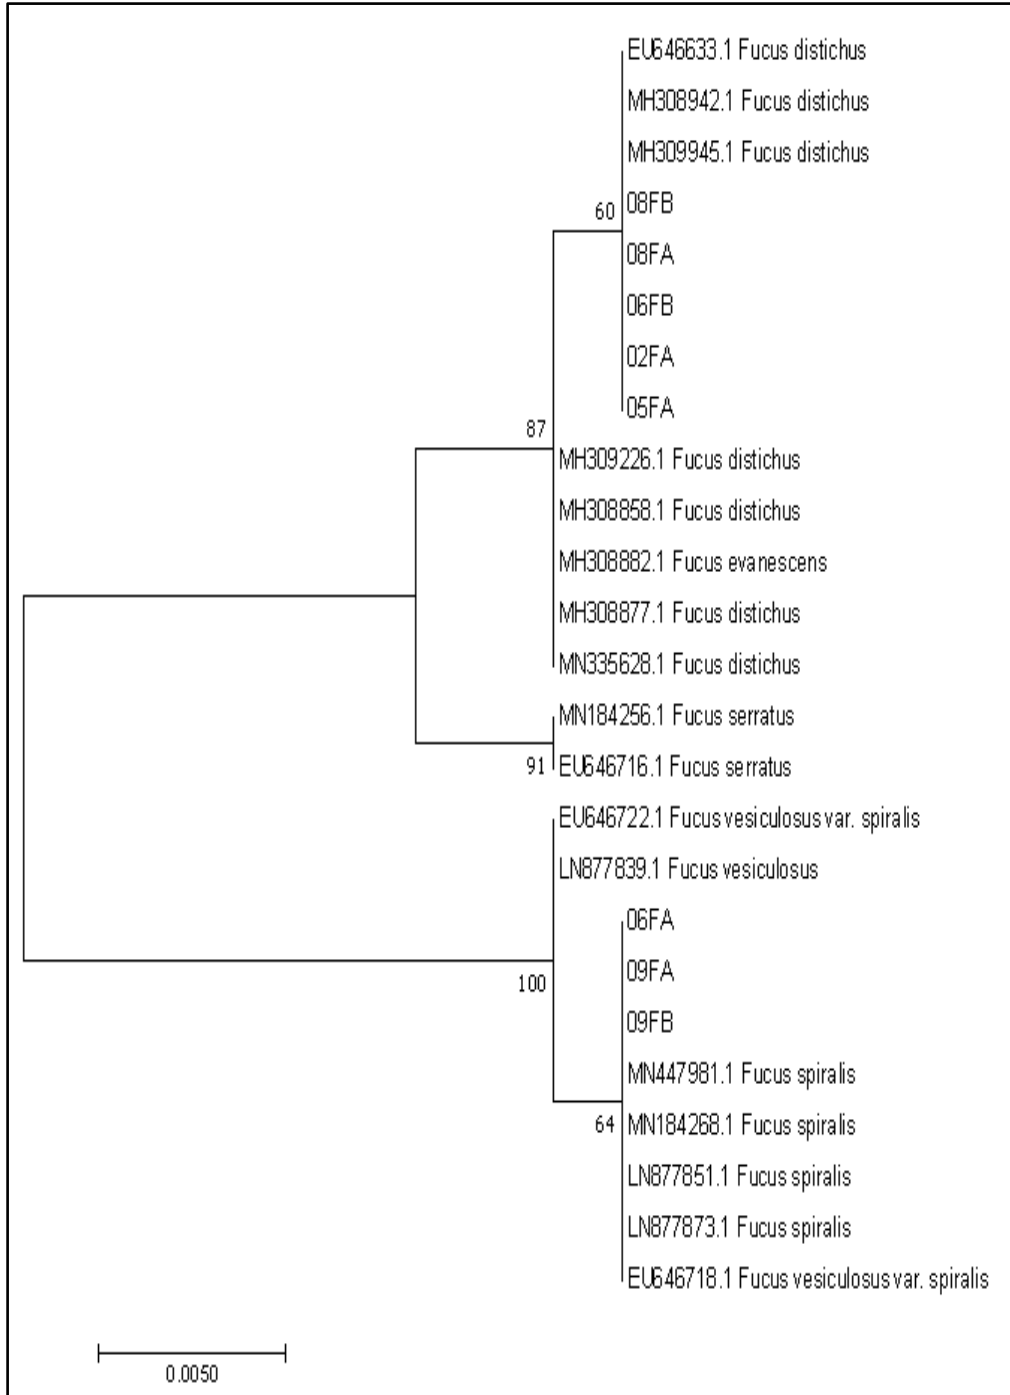 EU646633.1 Fucus distichus
MH308942.1 Fucus distichus
MH309945.1 Fucus distichus
60
08FB
08FA
06FB
02FA
05FA
87
MH309226.1 Fucus distichus
MH308858.1 Fucus distichus
MH308882.1 Fucus evanescens
MH308877.1 Fucus distichus
MN335628.1 Fucus distichus
MN184256.1 Fucus serratus
91
EU646716.1 Fucus serratus
EU646722.1 Fucus vesiculosus var. spiralis
LN877839.1 Fucus vesiculosus
06FA
09FA
100
09FB
MN447981.1 Fucus spiralis
64
MN184268.1 Fucus spiralis
LN877851.1 Fucus spiralis
LN877873.1 Fucus spiralis
EU646718.1 Fucus vesiculosus var. spiralis
0.0050